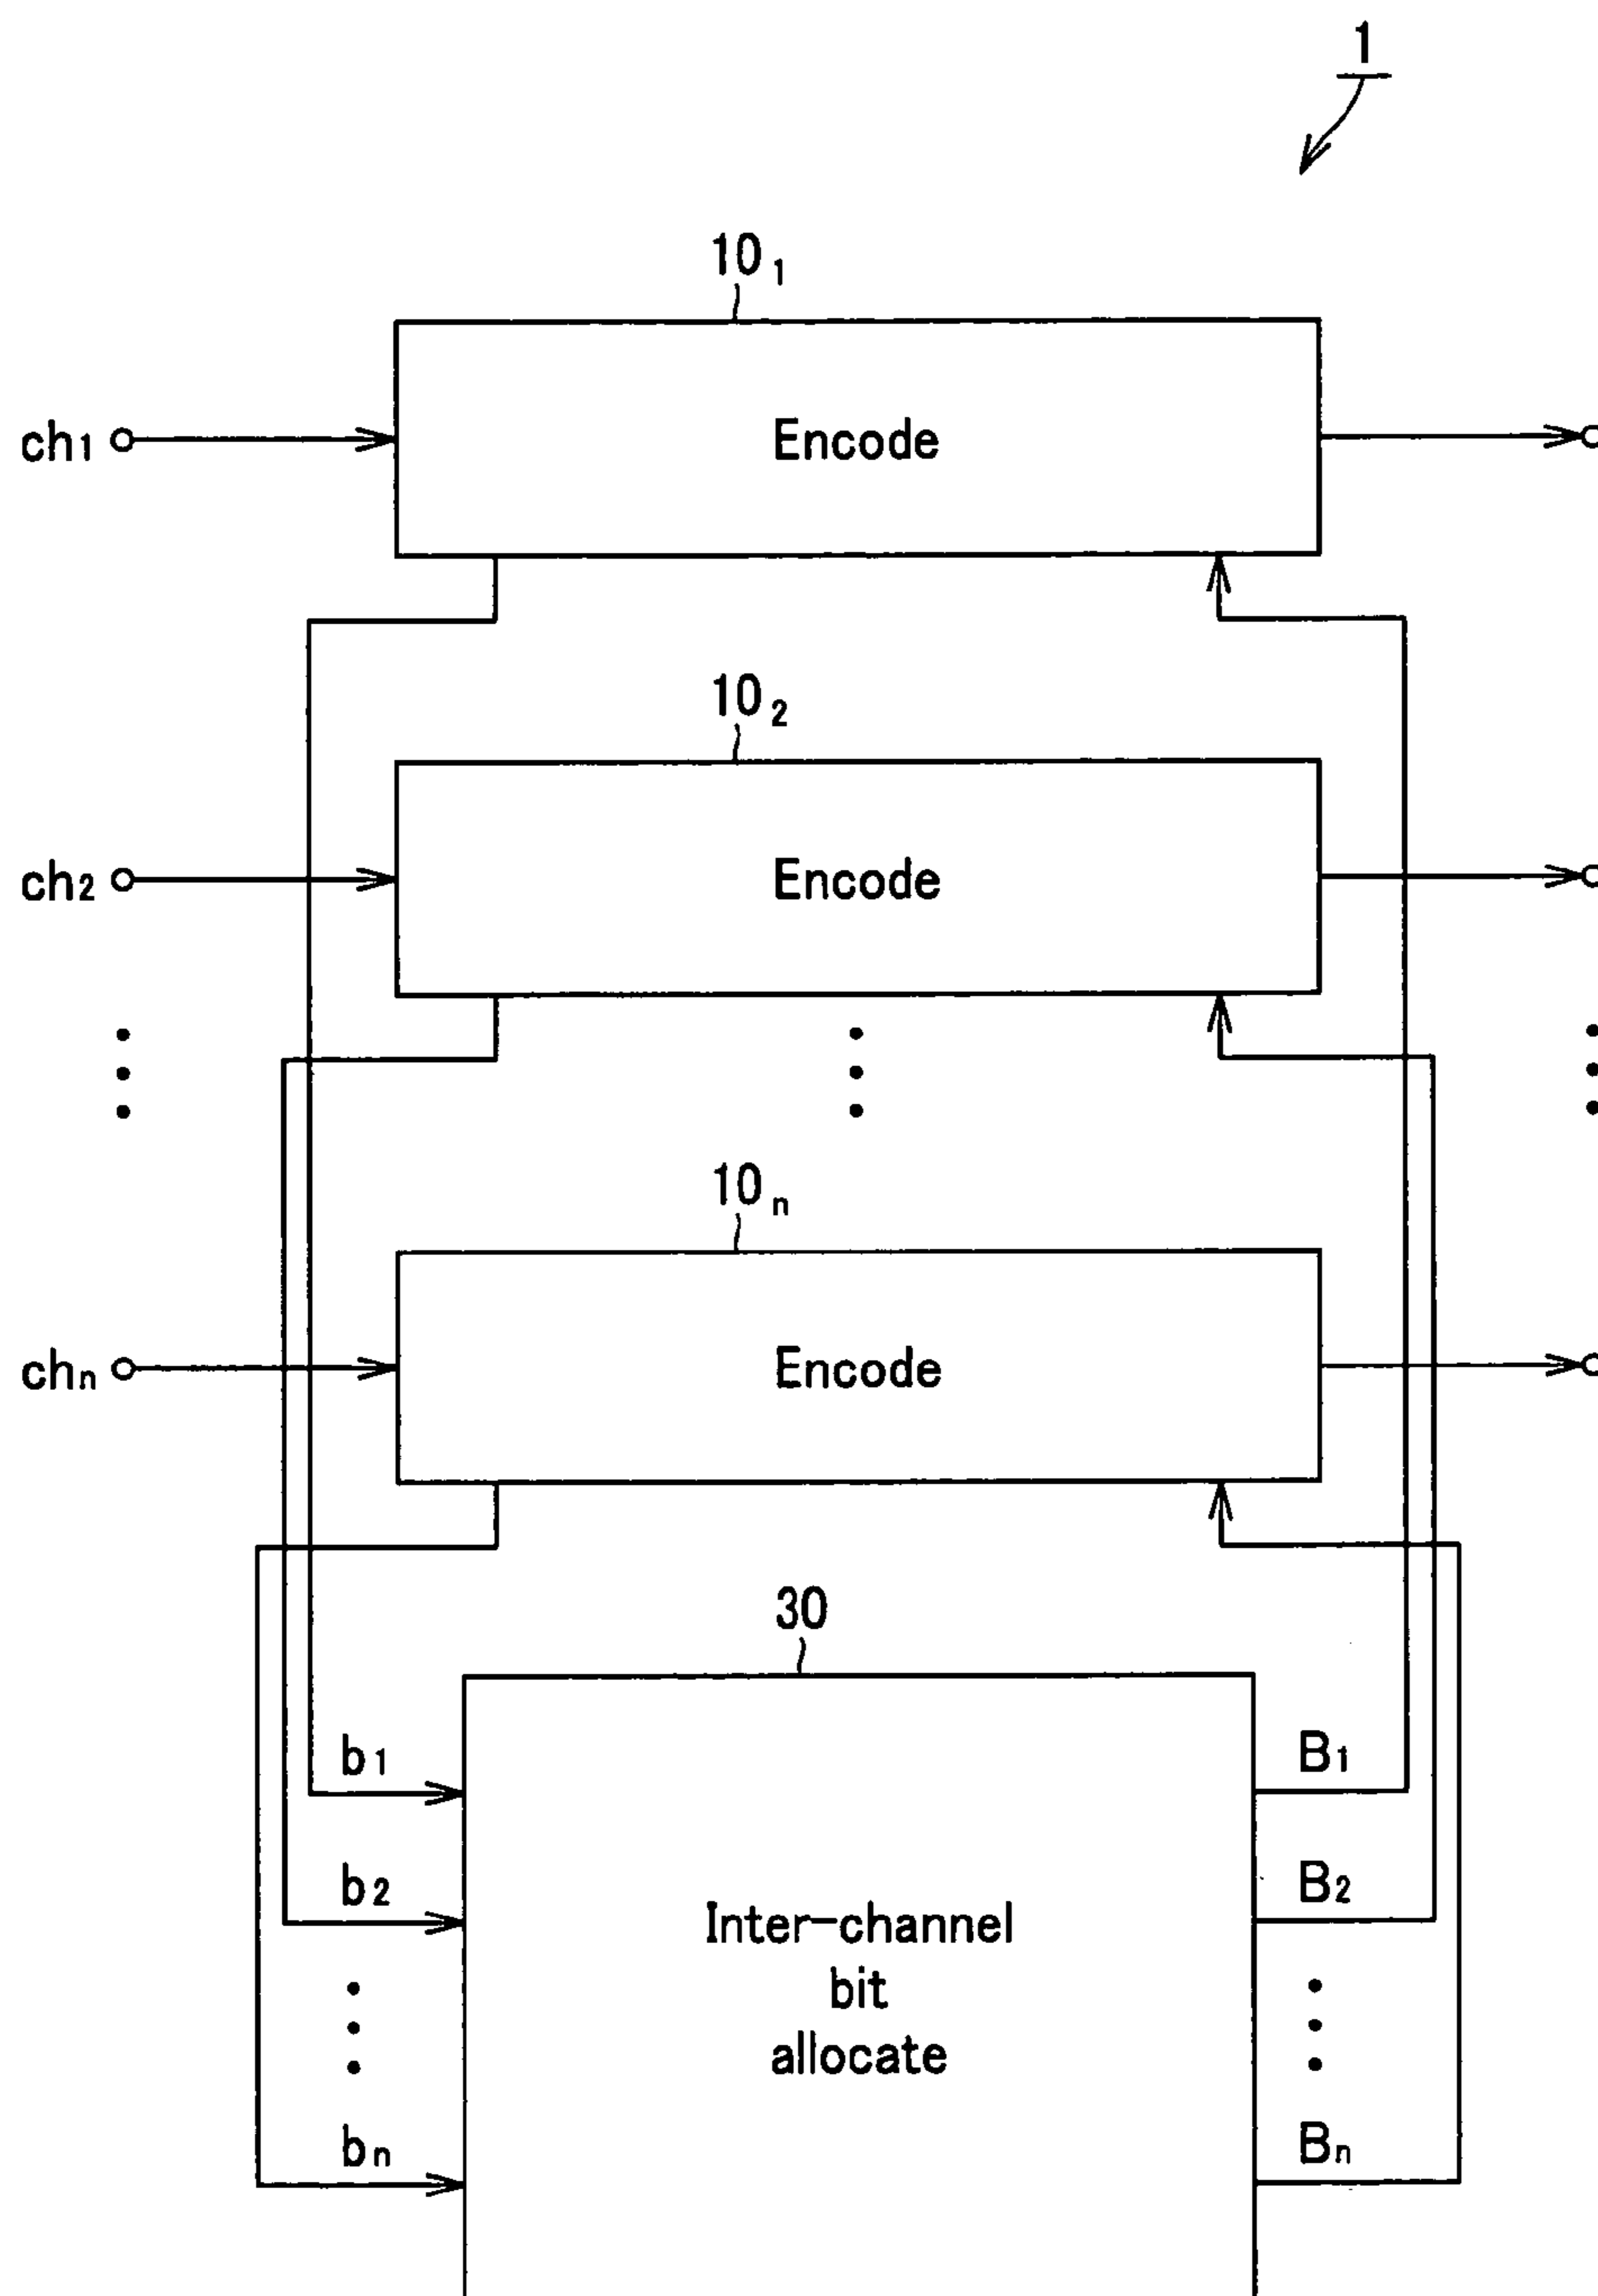 1
10₁
ch₁
Encode
10₂
ch₂
Encode
10ₙ
chₙ
Encode
30
b₁
B₁
b₂
B₂
Inter-channel
bit
allocate
bₙ
Bₙ